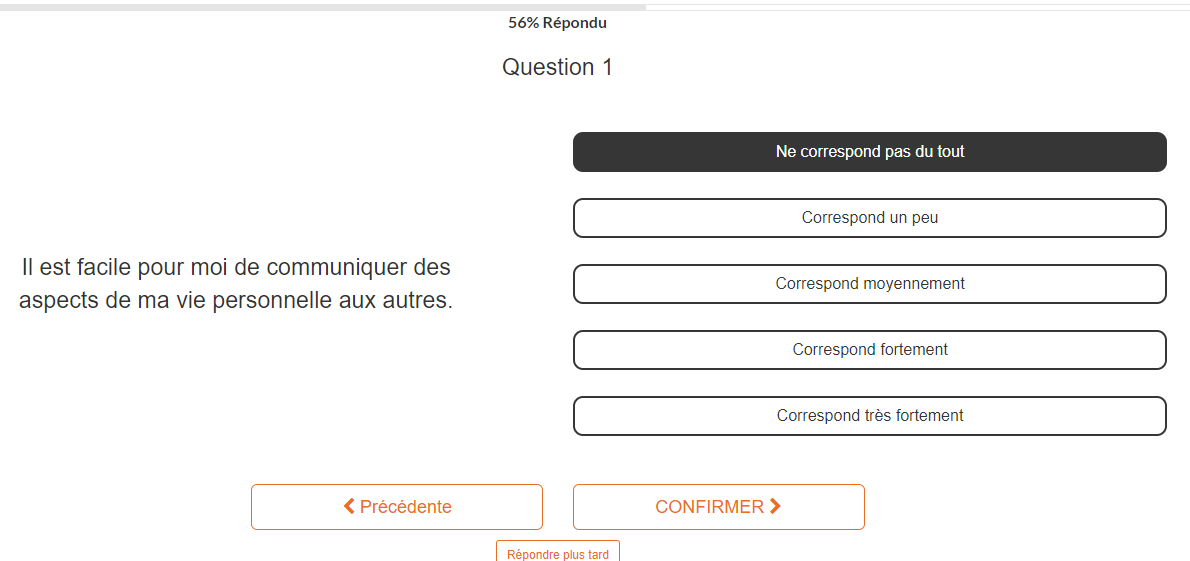 56% Répondu
Question 1
Il est facile pour moi de communiquer des
aspects de ma vie personnelle aux autres.
Ne correspond pas du tout
Correspond un peu
Correspond moyennement
Correspond fortement
Correspond très fortement
Précédente
CONFIRMER
Répondre plus tard